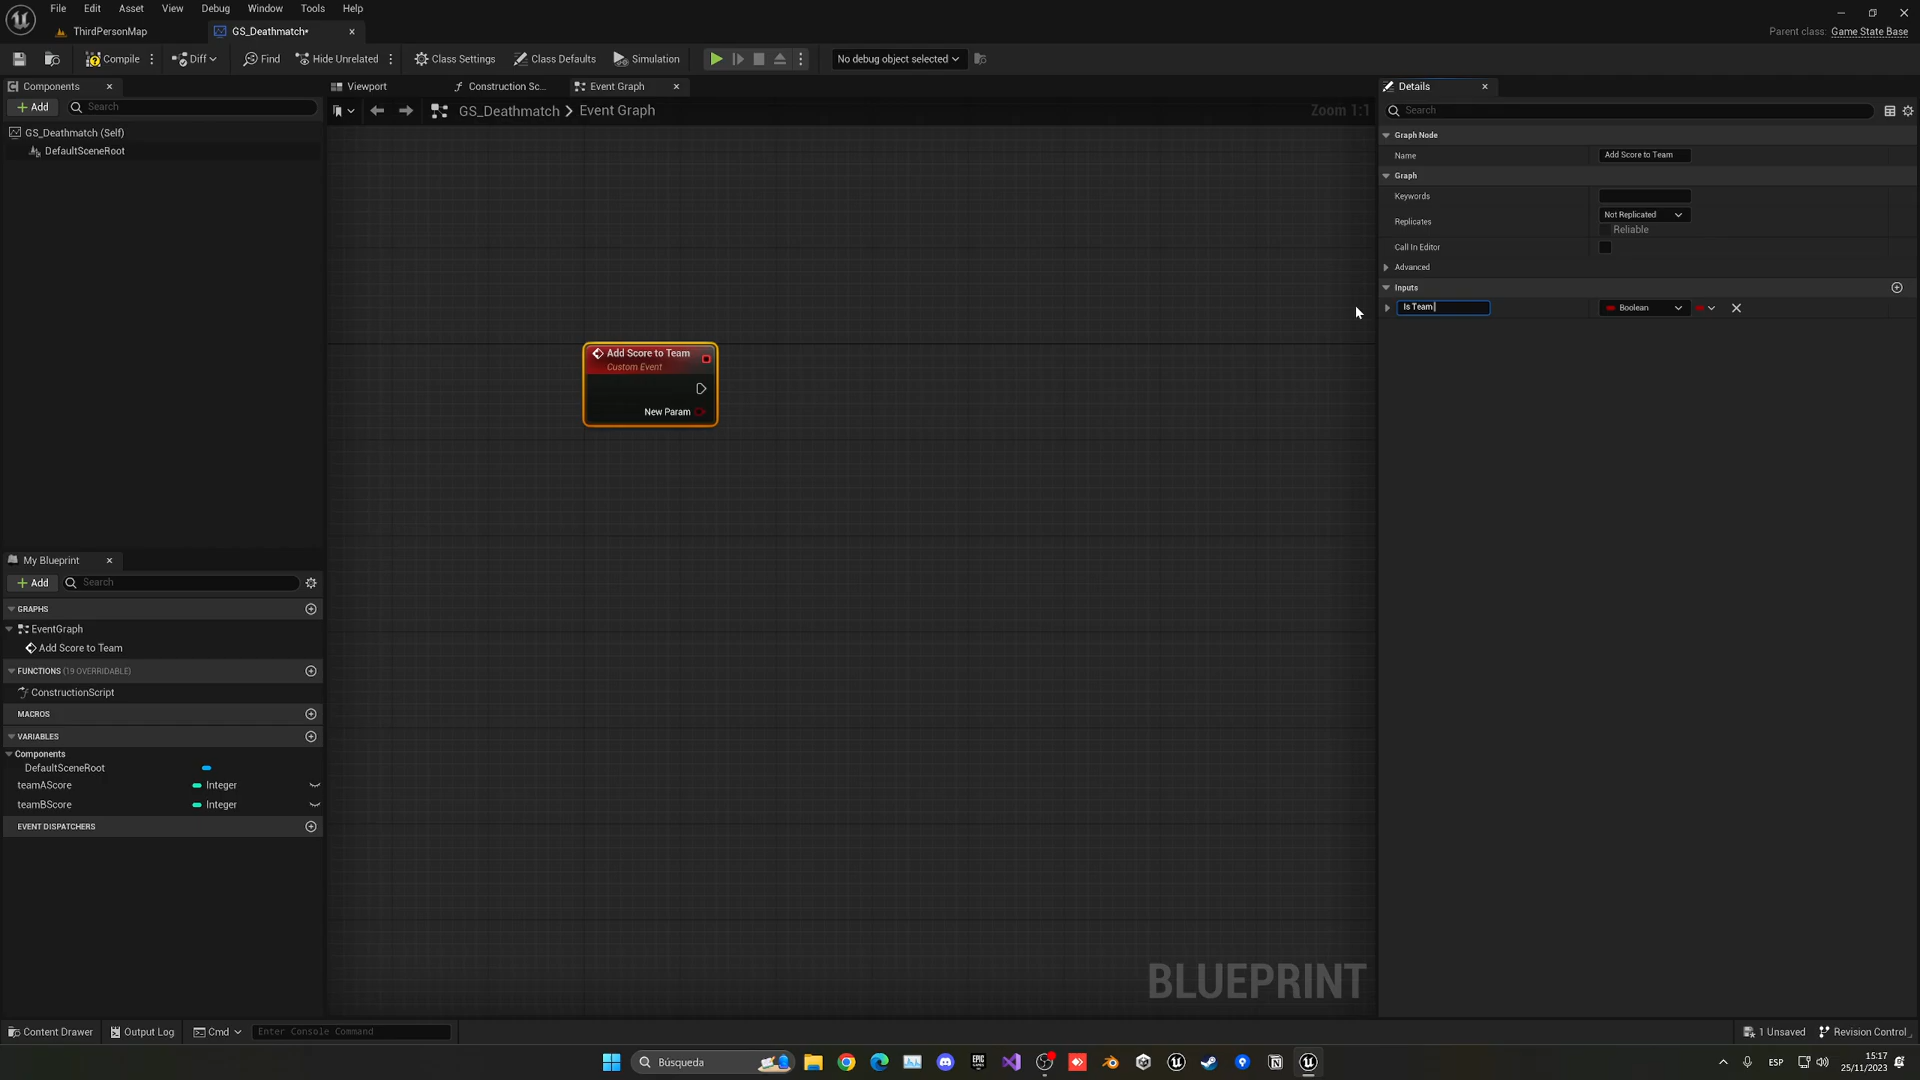 File Edit Asset View Debug Window Tools Help
ThirdPersonMap
GS_Deathmatch•
Parent class: Game State Base
Compile
Diff
Find
Hide Unrelated
Class Settings
Class Defaults
Simulation
No debug object selected
Components
Add
Search
GS_Deathmatch (Self)
DefaultSceneRoot
Viewport
Construction Sc...
Event Graph
GS_Deathmatch > Event Graph
Zoom 1:1
Add Score to Team
Custom Event
New Param
BLUEPRINT
Details
Search
Graph Node
Name
Add Score to Team
Graph
Keywords
Replicates
Not Replicated
Reliable
Call In Editor
Advanced
Inputs
Is Team
Boolean
My Blueprint
Add
Search
GRAPHS
EventGraph
Add Score to Team
FUNCTIONS (19 OVERRIDABLE)
ConstructionScript
MACROS
VARIABLES
Components
DefaultSceneRoot
teamAScore Integer
teamBScore Integer
EVENT DISPATCHERS
Content Drawer
Output Log
Cmd
Enter Console Command
1 Unsaved
Revision Control
Búsqueda
EPIC GAMES
ESP
15:17
25/11/2023